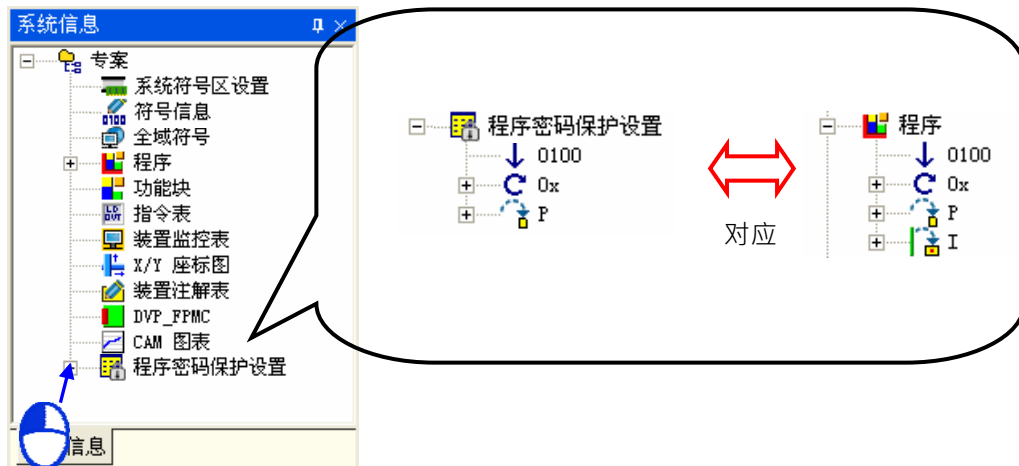 系统信息
专案
系统符号区设置
符号信息
全域符号
程序
功能块
指令表
装置监控表
X/Y 座标图
装置注解表
DVP_FPMC
CAM 图表
程序密码保护设置
信息
程序密码保护设置
0100
0x
P
对应
程序
0100
0x
P
I